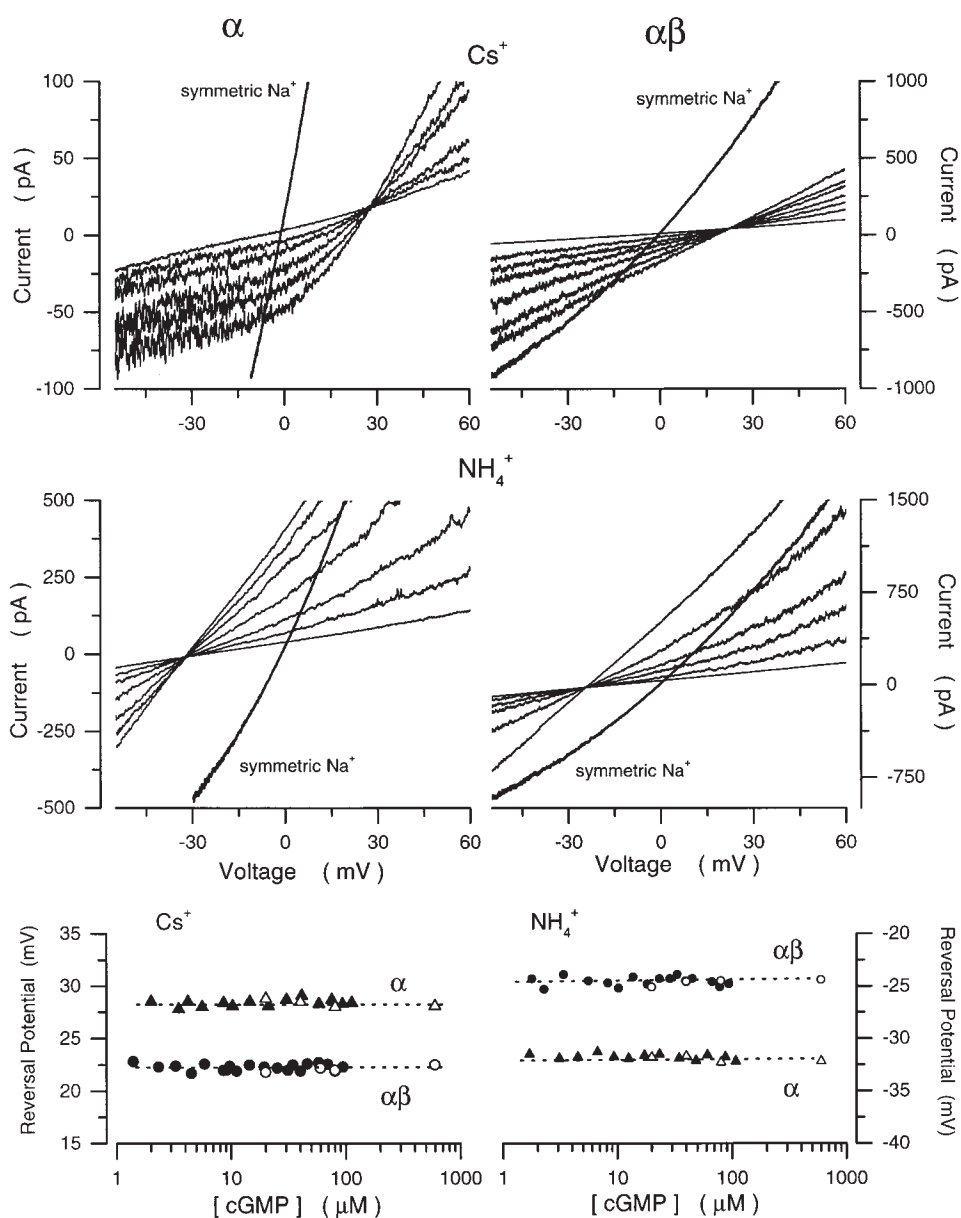 α αβ
Cs+
symmetric Na+ symmetric Na+
100 50 0 -50 -100
Current ( pA )
1000 500 0 -500 -1000
Current ( pA )
-30 0 30 60 -30 0 30 60
NH4+
500 250 0 -250 -500
Current ( pA )
1500 750 0 -750
Current ( pA )
symmetric Na+ symmetric Na+
-30 0 30 60 -30 0 30 60
Voltage ( mV ) Voltage ( mV )
Cs+ NH4+
35 30 25 20 15
Reversal Potential (mV)
α
αβ
-20 -25 -30 -35 -40
Reversal Potential (mV)
αβ
α
1 10 100 1000 1 10 100 1000
[ cGMP ] ( μM ) [ cGMP ] ( μM )